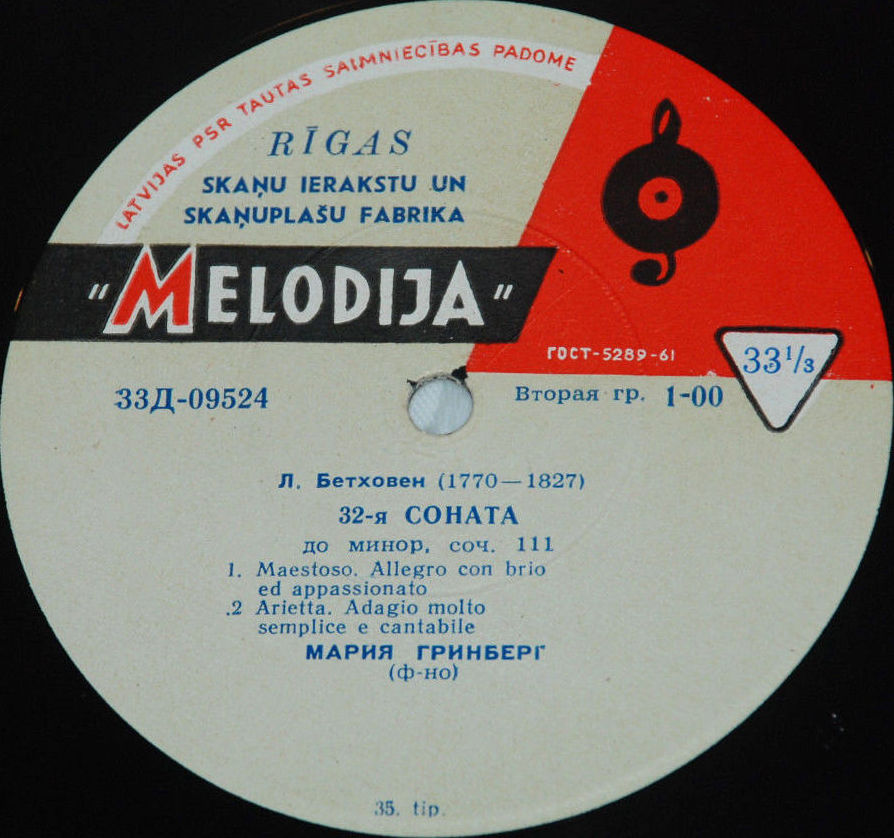 LATVIJAS PSR TAUTAS SAIMNIECĪBAS PADOME
RĪGAS
SKAŅU IERAKSTU UN
SKAŅUPLAŠU FABRIKA
"MELODIJA"
ГОСТ-5289-61
33 1/3
33Д-09524
Вторая гр. 1-00
Л. Бетховен (1770—1827)
32-я СОНАТА
до минор, соч. 111
1. Maestoso. Allegro con brio
ed appassionato
.2 Arietta. Adagio molto
semplice e cantabile
МАРИЯ ГРИНБЕРГ
(ф-но)
35. tip.